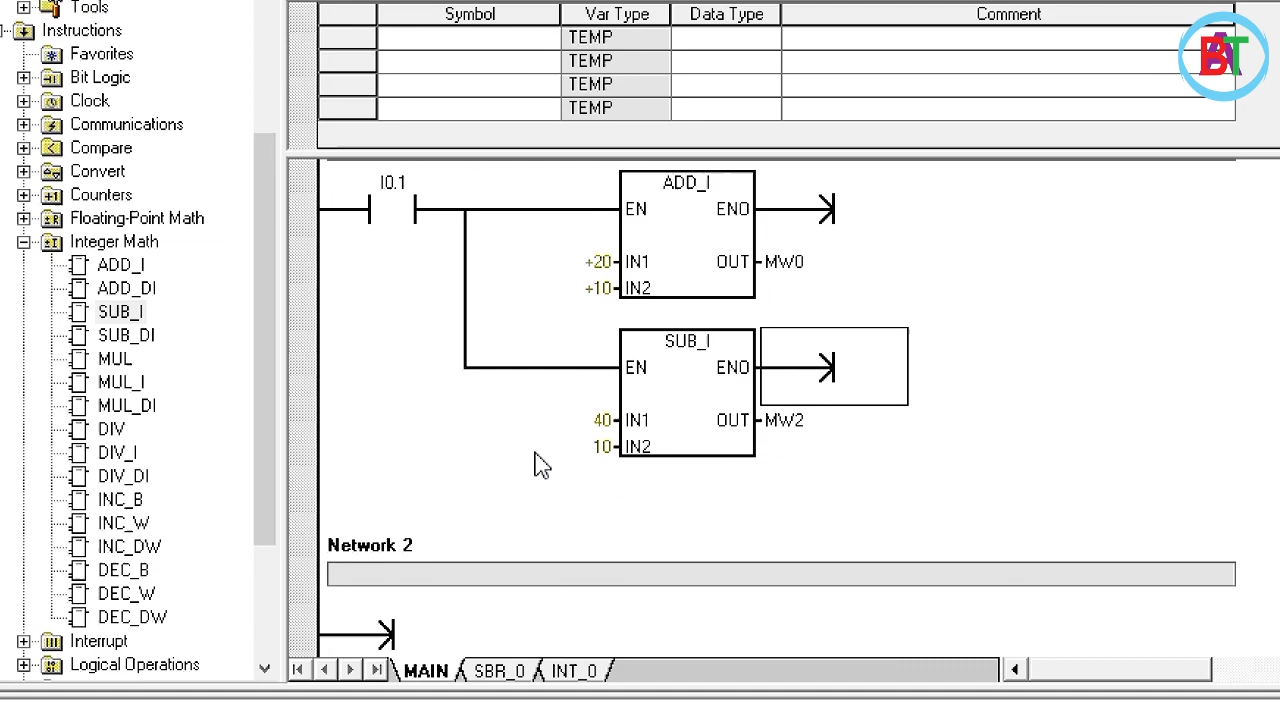 Tools
Instructions
Favorites
Bit Logic
Clock
Communications
Compare
Convert
Counters
Floating-Point Math
Integer Math
ADD_I
ADD_DI
SUB_I
SUB_DI
MUL
MUL_I
MUL_DI
DIV
DIV_I
DIV_DI
INC_B
INC_W
INC_DW
DEC_B
DEC_W
DEC_DW
Interrupt
Logical Operations
Symbol Var Type Data Type Comment
TEMP
TEMP
TEMP
TEMP
BAT
I0.1
ADD_I
EN ENO
+20 IN1 OUT MW0
+10 IN2
SUB_I
EN ENO
40 IN1 OUT MW2
10 IN2
Network 2
MAIN SBR_0 INT_0